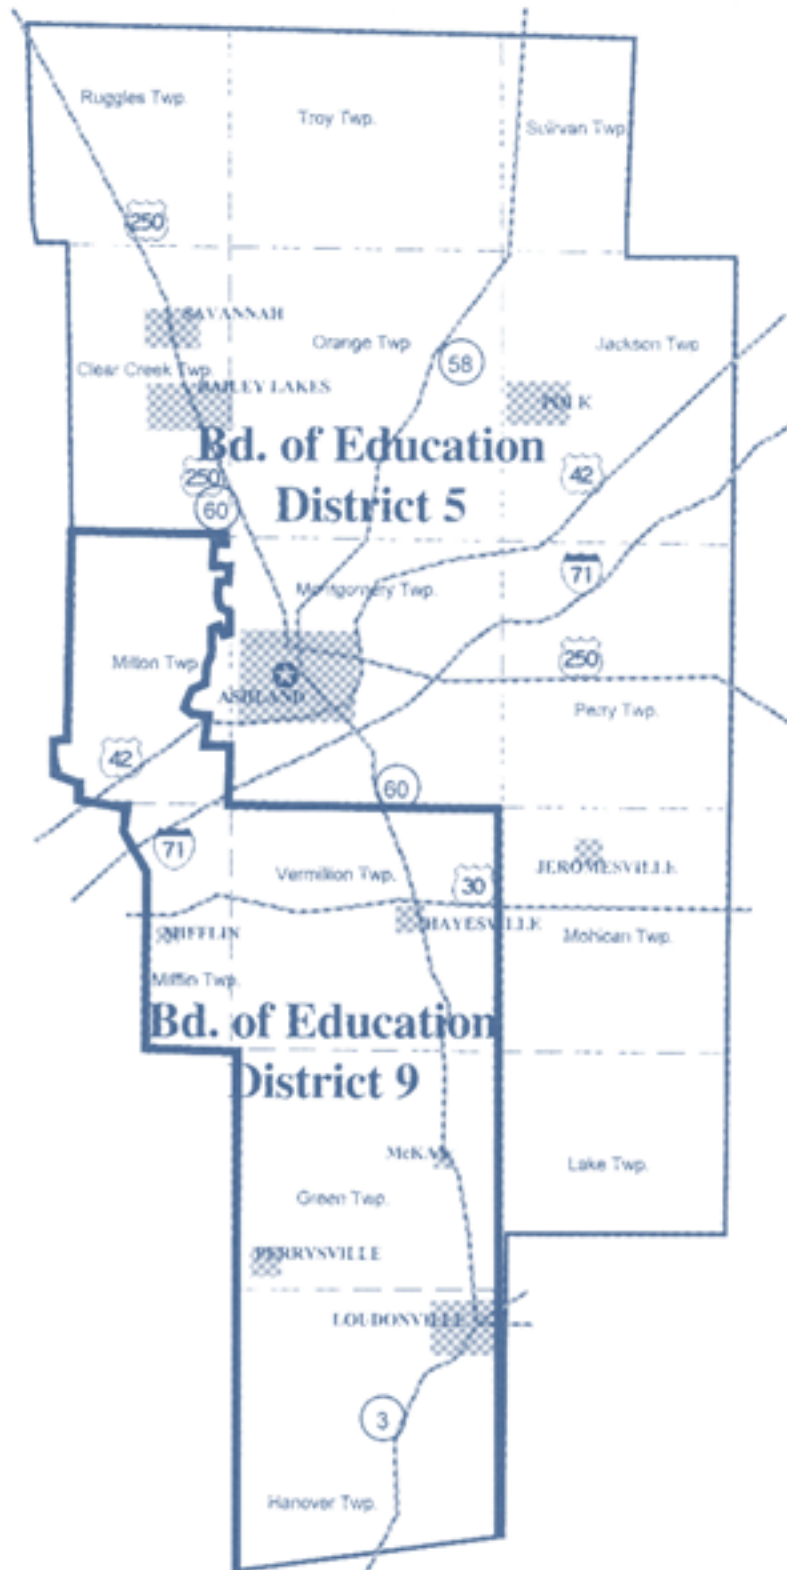 Ruggles Twp.
Troy Twp.
Sullivan Twp.
250
SAVANNAH
Orange Twp
Jackson Twp
58
Clear Creek Twp.
BAILEY LAKES
POLK
Bd. of Education
District 5
250
42
60
71
Montgomery Twp.
Milton Twp.
250
ASHLAND
Perry Twp.
42
60
71
Vermillion Twp.
30
JEROMESVILLE
HAYESVILLE
MIFFLIN
Mohican Twp.
Mifflin Twp.
Bd. of Education
District 9
McKAY
Lake Twp.
Green Twp.
PERRYSVILLE
LOUDONVILLE
3
Hanover Twp.